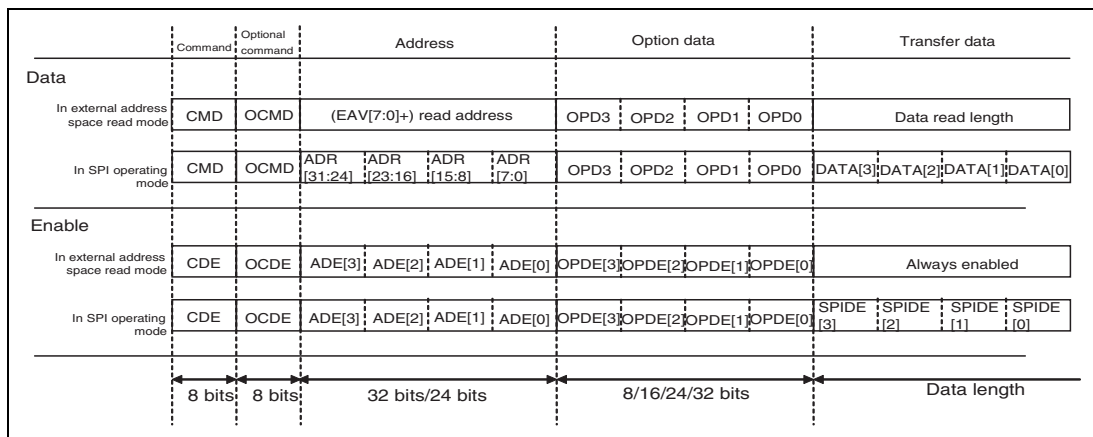 Command Optional command Address Option data Transfer data
Data
In external address space read mode CMD OCMD (EAV[7:0]+) read address OPD3 OPD2 OPD1 OPD0 Data read length
In SPI operating mode CMD OCMD ADR [31:24] ADR [23:16] ADR [15:8] ADR [7:0] OPD3 OPD2 OPD1 OPD0 DATA[3] DATA[2] DATA[1] DATA[0]
Enable
In external address space read mode CDE OCDE ADE[3] ADE[2] ADE[1] ADE[0] OPDE[3] OPDE[2] OPDE[1] OPDE[0] Always enabled
In SPI operating mode CDE OCDE ADE[3] ADE[2] ADE[1] ADE[0] OPDE[3] OPDE[2] OPDE[1] OPDE[0] SPIDE [3] SPIDE [2] SPIDE [1] SPIDE [0]
8 bits 8 bits 32 bits/24 bits 8/16/24/32 bits Data length